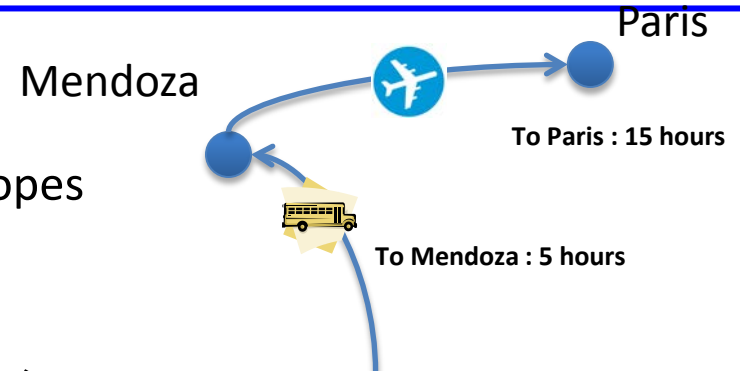 Paris
Mendoza
To Paris : 15 hours
opes
To Mendoza : 5 hours